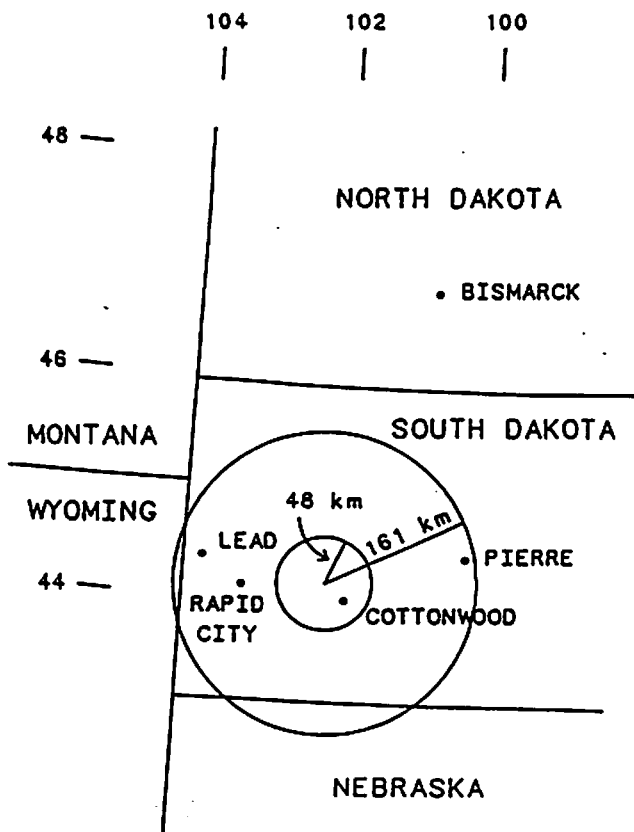 104 102 100
48
NORTH DAKOTA
BISMARCK
46
MONTANA
SOUTH DAKOTA
WYOMING
48 km
161 km
LEAD
PIERRE
44
RAPID
CITY
COTTONWOOD
NEBRASKA